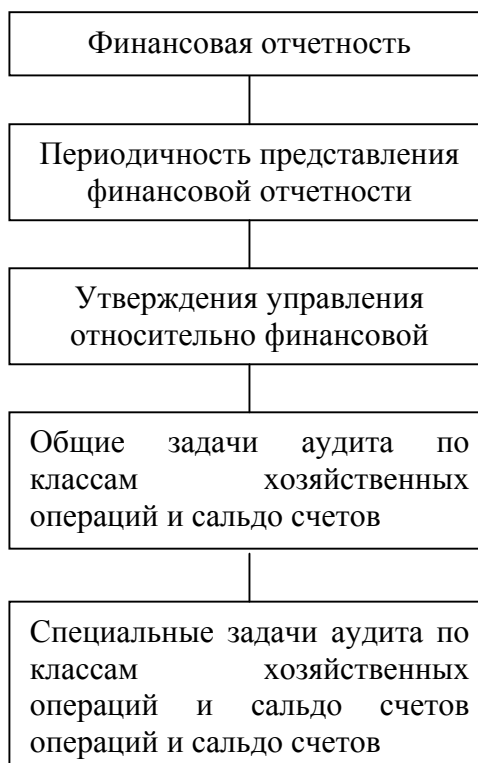 Финансовая отчетность
Периодичность представления
финансовой отчетности
Утверждения управления
относительно финансовой
Общие задачи аудита по
классам хозяйственных
операций и сальдо счетов
Специальные задачи аудита по
классам хозяйственных
операций и сальдо счетов
операций и сальдо счетов